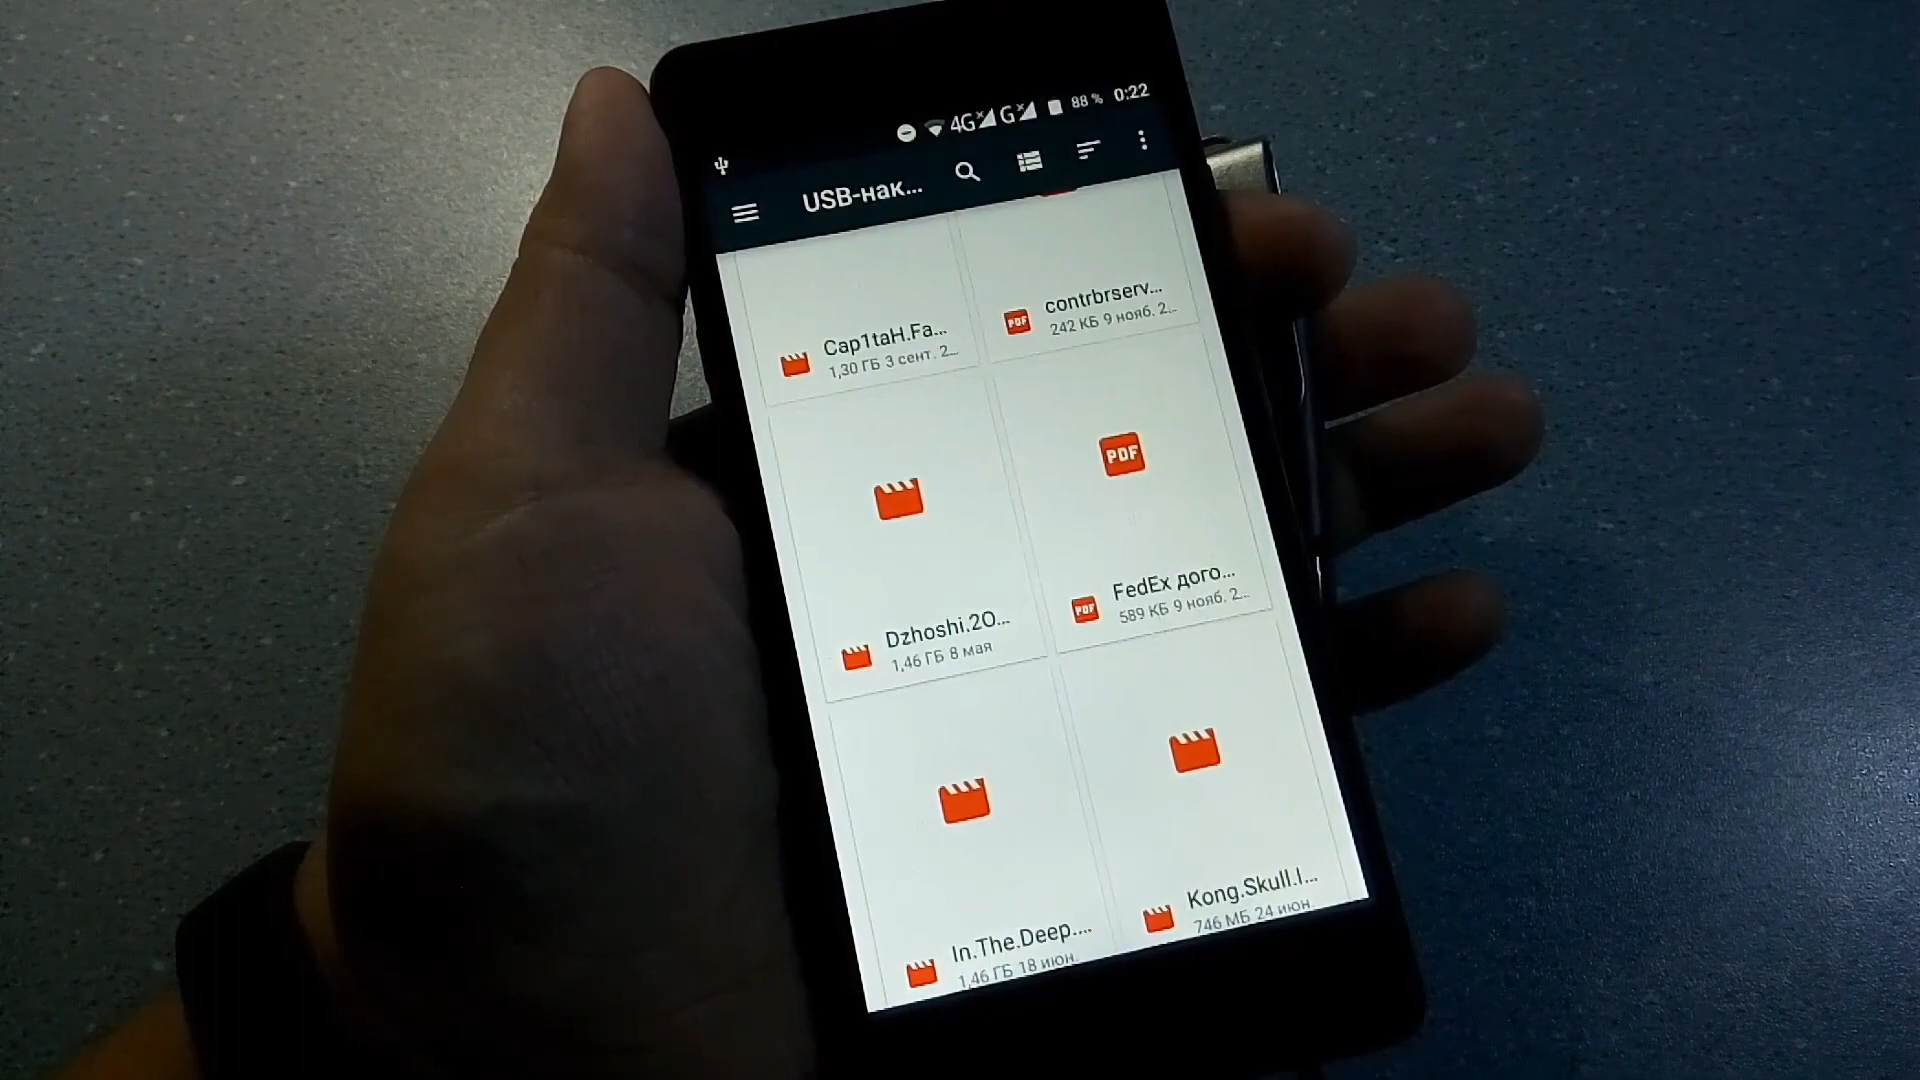 4G G 88 % 0:22
USB-нак...
Cap1taH.Fa...
1,30 ГБ 3 сент. 2...
contrbrserv...
242 КБ 9 нояб. 2...
PDF
PDF
Dzhoshi.2O...
1,46 ГБ 8 мая
FedEx дого...
589 КБ 9 нояб. 2...
PDF
In.The.Deep....
1,46 ГБ 18 июн.
Kong.Skull.I...
746 МБ 24 июн.